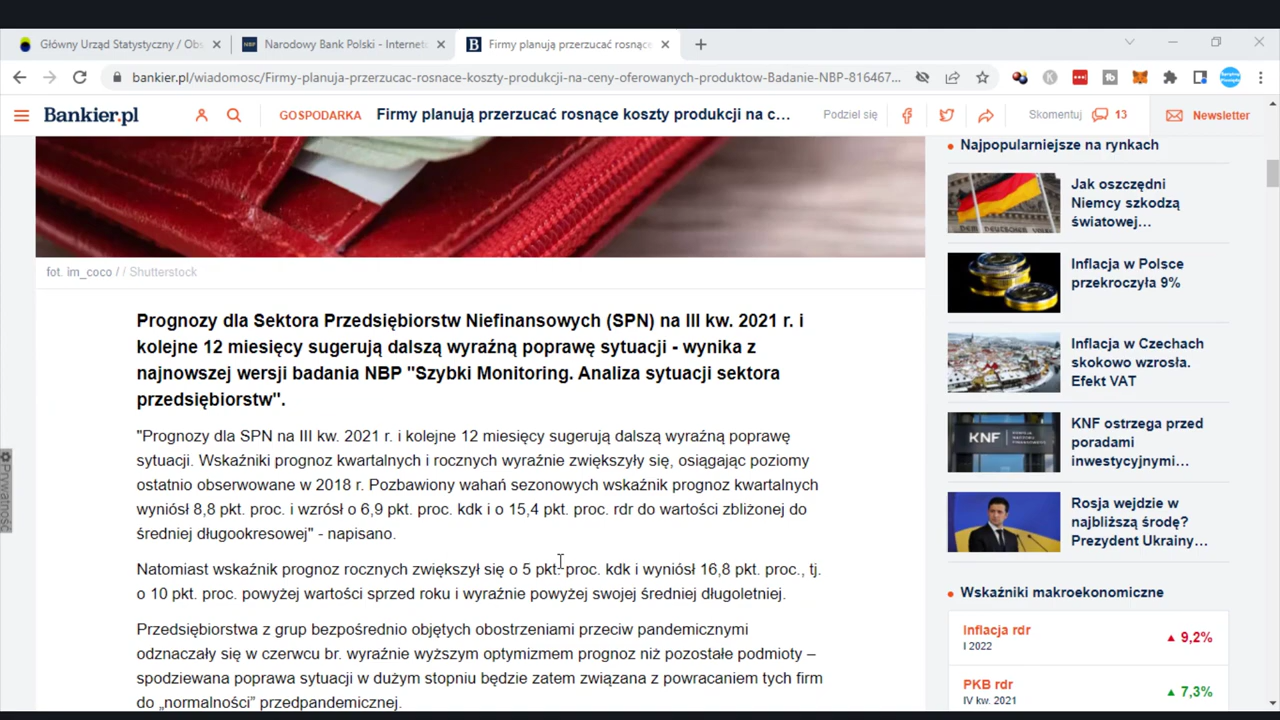 Główny Urząd Statystyczny / Obs
Narodowy Bank Polski - Internet
Firmy planują przerzucać rosnące
bankier.pl/wiadomosc/Firmy-planuja-przerzucac-rosnace-koszty-produkcji-na-ceny-oferowanych-produktow-Badanie-NBP-816467...
Bankier.pl
GOSPODARKA
Firmy planują przerzucać rosnące koszty produkcji na c...
Podziel się
Skomentuj
13
Newsletter
fot. im_coco / / Shutterstock
Prognozy dla Sektora Przedsiębiorstw Niefinansowych (SPN) na III kw. 2021 r. i
kolejne 12 miesięcy sugerują dalszą wyraźną poprawę sytuacji - wynika z
najnowszej wersji badania NBP "Szybki Monitoring. Analiza sytuacji sektora
przedsiębiorstw".
"Prognozy dla SPN na III kw. 2021 r. i kolejne 12 miesięcy sugerują dalszą wyraźną poprawę
sytuacji. Wskaźniki prognoz kwartalnych i rocznych wyraźnie zwiększyły się, osiągając poziomy
ostatnio obserwowane w 2018 r. Pozbawiony wahań sezonowych wskaźnik prognoz kwartalnych
wyniósł 8,8 pkt. proc. i wzrósł o 6,9 pkt. proc. kdk i o 15,4 pkt. proc. rdr do wartości zbliżonej do
średniej długookresowej" - napisano.
Natomiast wskaźnik prognoz rocznych zwiększył się o 5 pkt. proc. kdk i wyniósł 16,8 pkt. proc., tj.
o 10 pkt. proc. powyżej wartości sprzed roku i wyraźnie powyżej swojej średniej długoletniej.
Przedsiębiorstwa z grup bezpośrednio objętych obostrzeniami przeciw pandemicznymi
odznaczały się w czerwcu br. wyraźnie wyższym optymizmem prognoz niż pozostałe podmioty –
spodziewana poprawa sytuacji w dużym stopniu będzie zatem związana z powracaniem tych firm
do „normalności” przedpandemicznej.
Najpopularniejsze na rynkach
Jak oszczędni
Niemcy szkodzą
światowej...
Inflacja w Polsce
przekroczyła 9%
Inflacja w Czechach
skokowo wzrosła.
Efekt VAT
KNF
KNF ostrzega przed
poradami
inwestycyjnymi...
Rosja wejdzie w
najbliższą środę?
Prezydent Ukrainy...
Wskaźniki makroekonomiczne
Inflacja rdr
▲ 9,2%
I 2022
PKB rdr
▲ 7,3%
IV kw. 2021
Prywatność